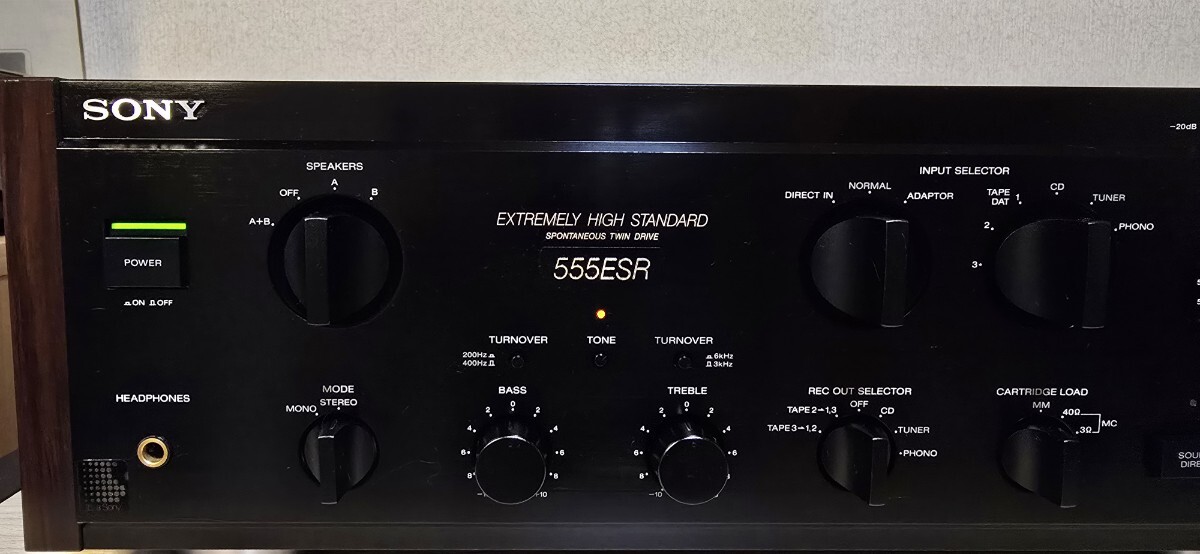 SONY
-20dB
SPEAKERS
A+B OFF A B
POWER
ON OFF
EXTREMELY HIGH STANDARD
SPONTANEOUS TWIN DRIVE
555ESR
INPUT SELECTOR
DIRECT IN NORMAL ADAPTOR
3 2 TAPE DAT 1 CD TUNER PHONO
TURNOVER
200Hz
400Hz
TONE
TURNOVER
6kHz
3kHz
HEADPHONES
MODE
MONO STEREO
BASS
8 6 4 2 0 2 4 6 8
-10
TREBLE
-10 8 6 4 2 0 2 4 6 8
REC OUT SELECTOR
TAPE 3→1,2 TAPE 2→1,3 OFF CD TUNER PHONO
CARTRIDGE LOAD
MM 40Ω 3Ω MC